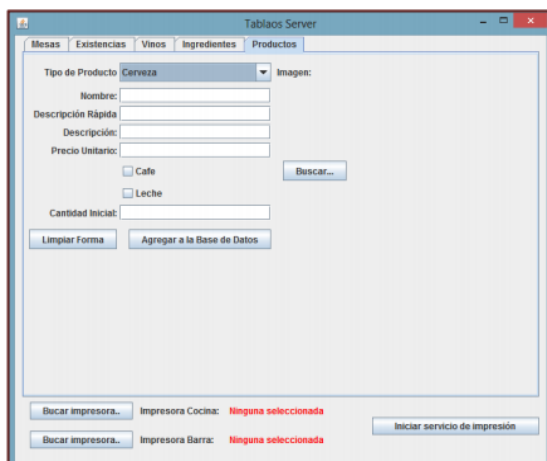 Tablaos Server
Mesas Existencias Vinos Ingredientes Productos
Tipo de Producto Cerveza Imagen:
Nombre:
Descripción Rápida
Descripción:
Precio Unitario:
Cafe Buscar...
Leche
Cantidad Inicial:
Limpiar Forma Agregar a la Base de Datos
Bucar impresora.. Impresora Cocina: Ninguna seleccionada
Iniciar servicio de impresión
Bucar impresora.. Impresora Barra: Ninguna seleccionada